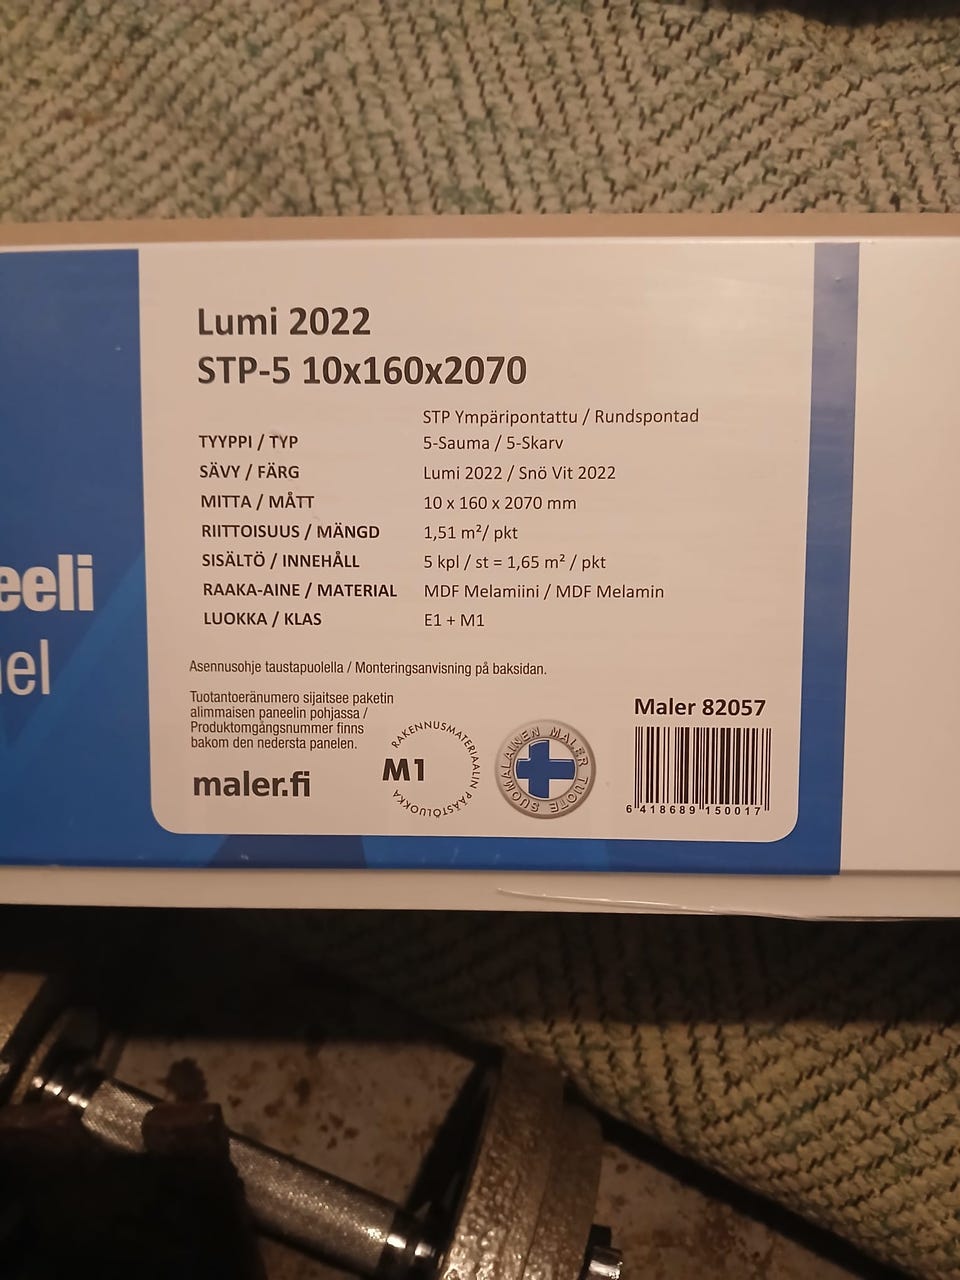 Lumi 2022
STP-5 10x160x2070
STP Ympäripontattu / Rundspontad
TYYPPI / TYP 5-Sauma / 5-Skarv
SÄVY / FÄRG Lumi 2022 / Snö Vit 2022
MITTA / MÅTT 10 x 160 x 2070 mm
RIITTOISUUS / MÄNGD 1,51 m²/ pkt
SISÄLTÖ / INNEHÅLL 5 kpl / st = 1,65 m² / pkt
RAAKA-AINE / MATERIAL MDF Melamiini / MDF Melamin
LUOKKA / KLAS E1 + M1
eeli
el
Asennusohje taustapuolella / Monteringsanvisning på baksidan.
Tuotantoeränumero sijaitsee paketin
alimmaisen paneelin pohjassa /
Produktomgångsnummer finns
bakom den nedersta panelen.
maler.fi
M1
RAKENNUSMATERIAALIN PÄÄSTÖLUOKKA
SUOMALAINEN MALER TUOTE
Maler 82057
6 418689 150017